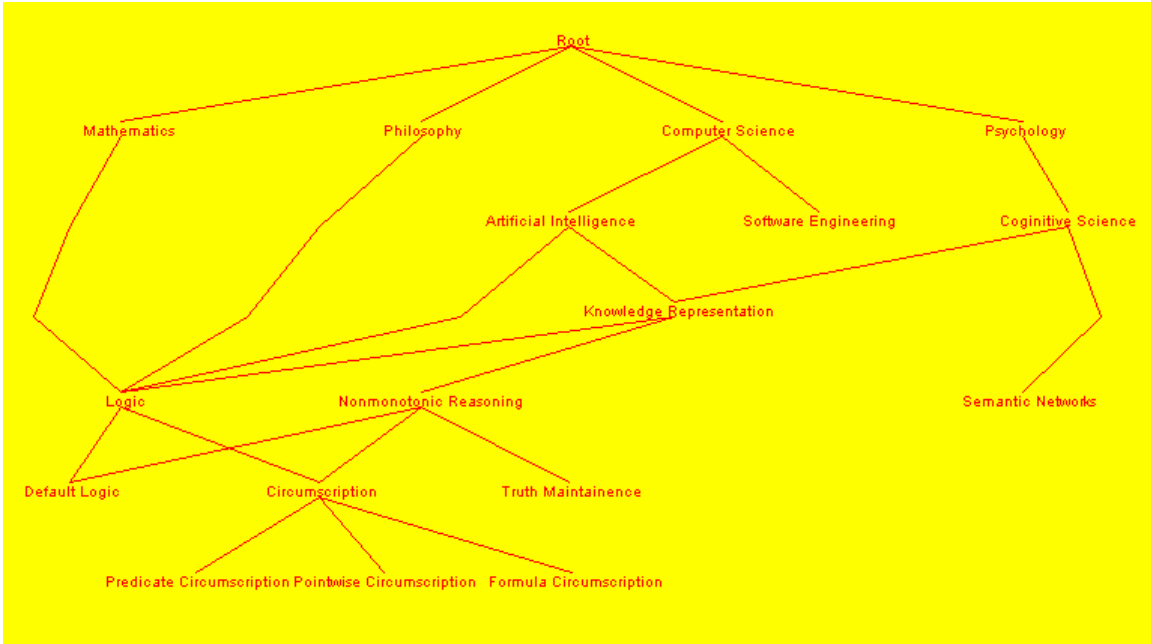 Root
Mathematics Philosophy Computer Science Psychology
Artificial Intelligence Software Engineering Coginitive Science
Knowledge Representation
Logic Nonmonotonic Reasoning Semantic Networks
Default Logic Circumscription Truth Maintainence
Predicate Circumscription Pointwise Circumscription Formula Circumscription